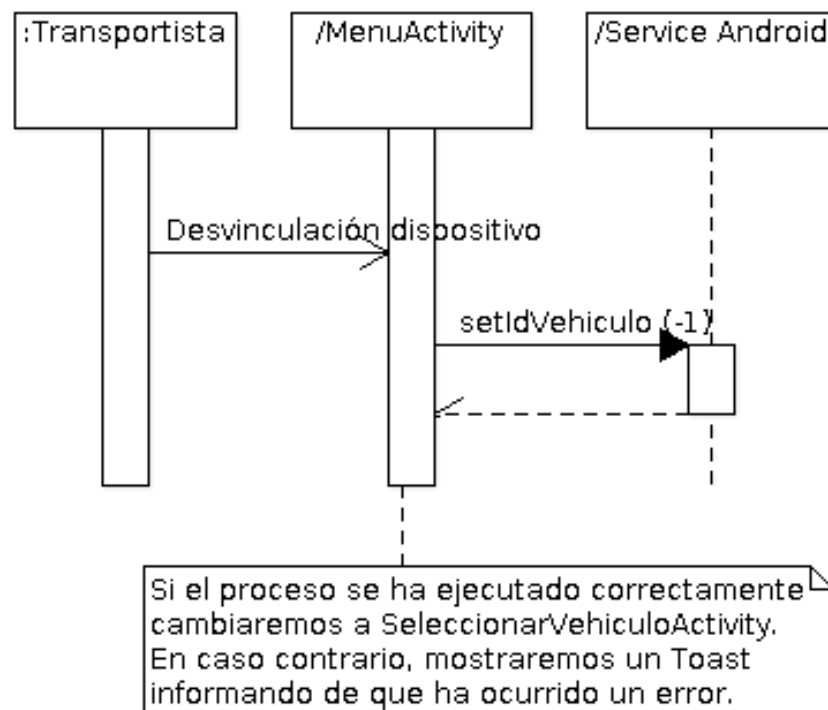 :Transportista
/MenuActivity
/Service Android
Desvinculación dispositivo
setIdVehiculo (-1)
Si el proceso se ha ejecutado correctamente
cambiaremos a SeleccionarVehiculoActivity.
En caso contrario, mostraremos un Toast
informando de que ha ocurrido un error.